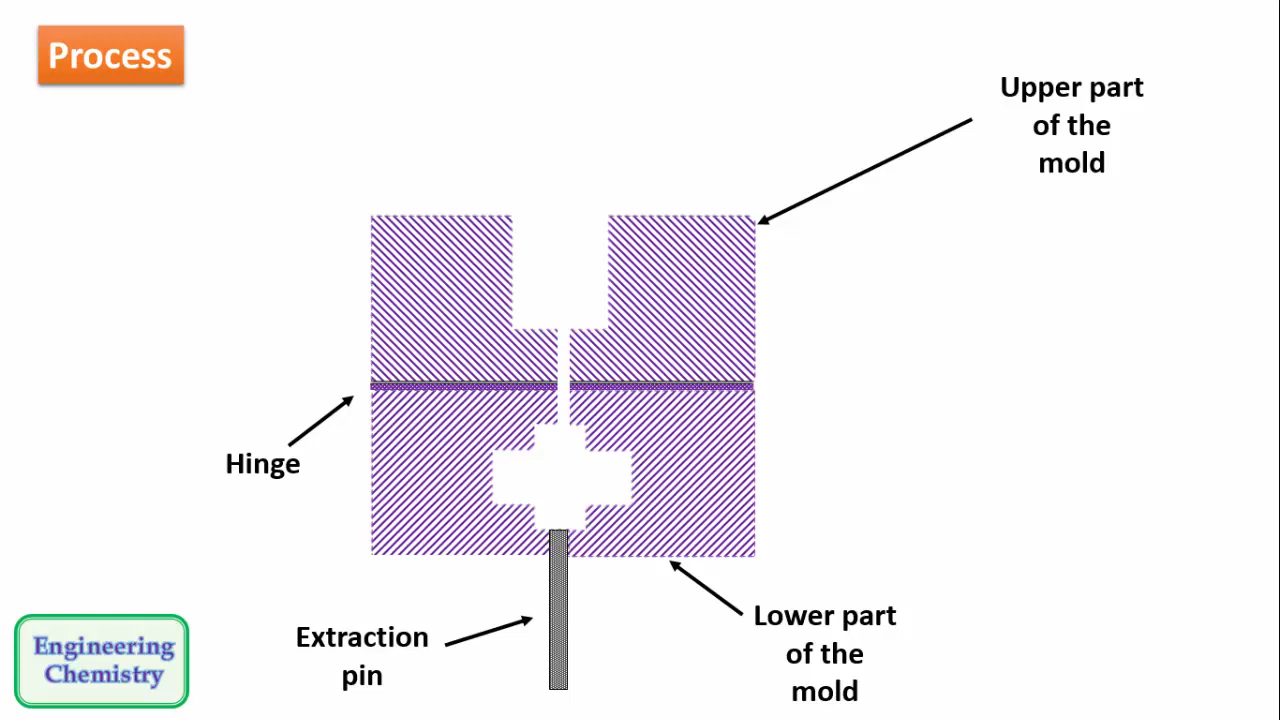 Process
Upper part
of the
mold
Hinge
Extraction
pin
Lower part
of the
mold
Engineering
Chemistry